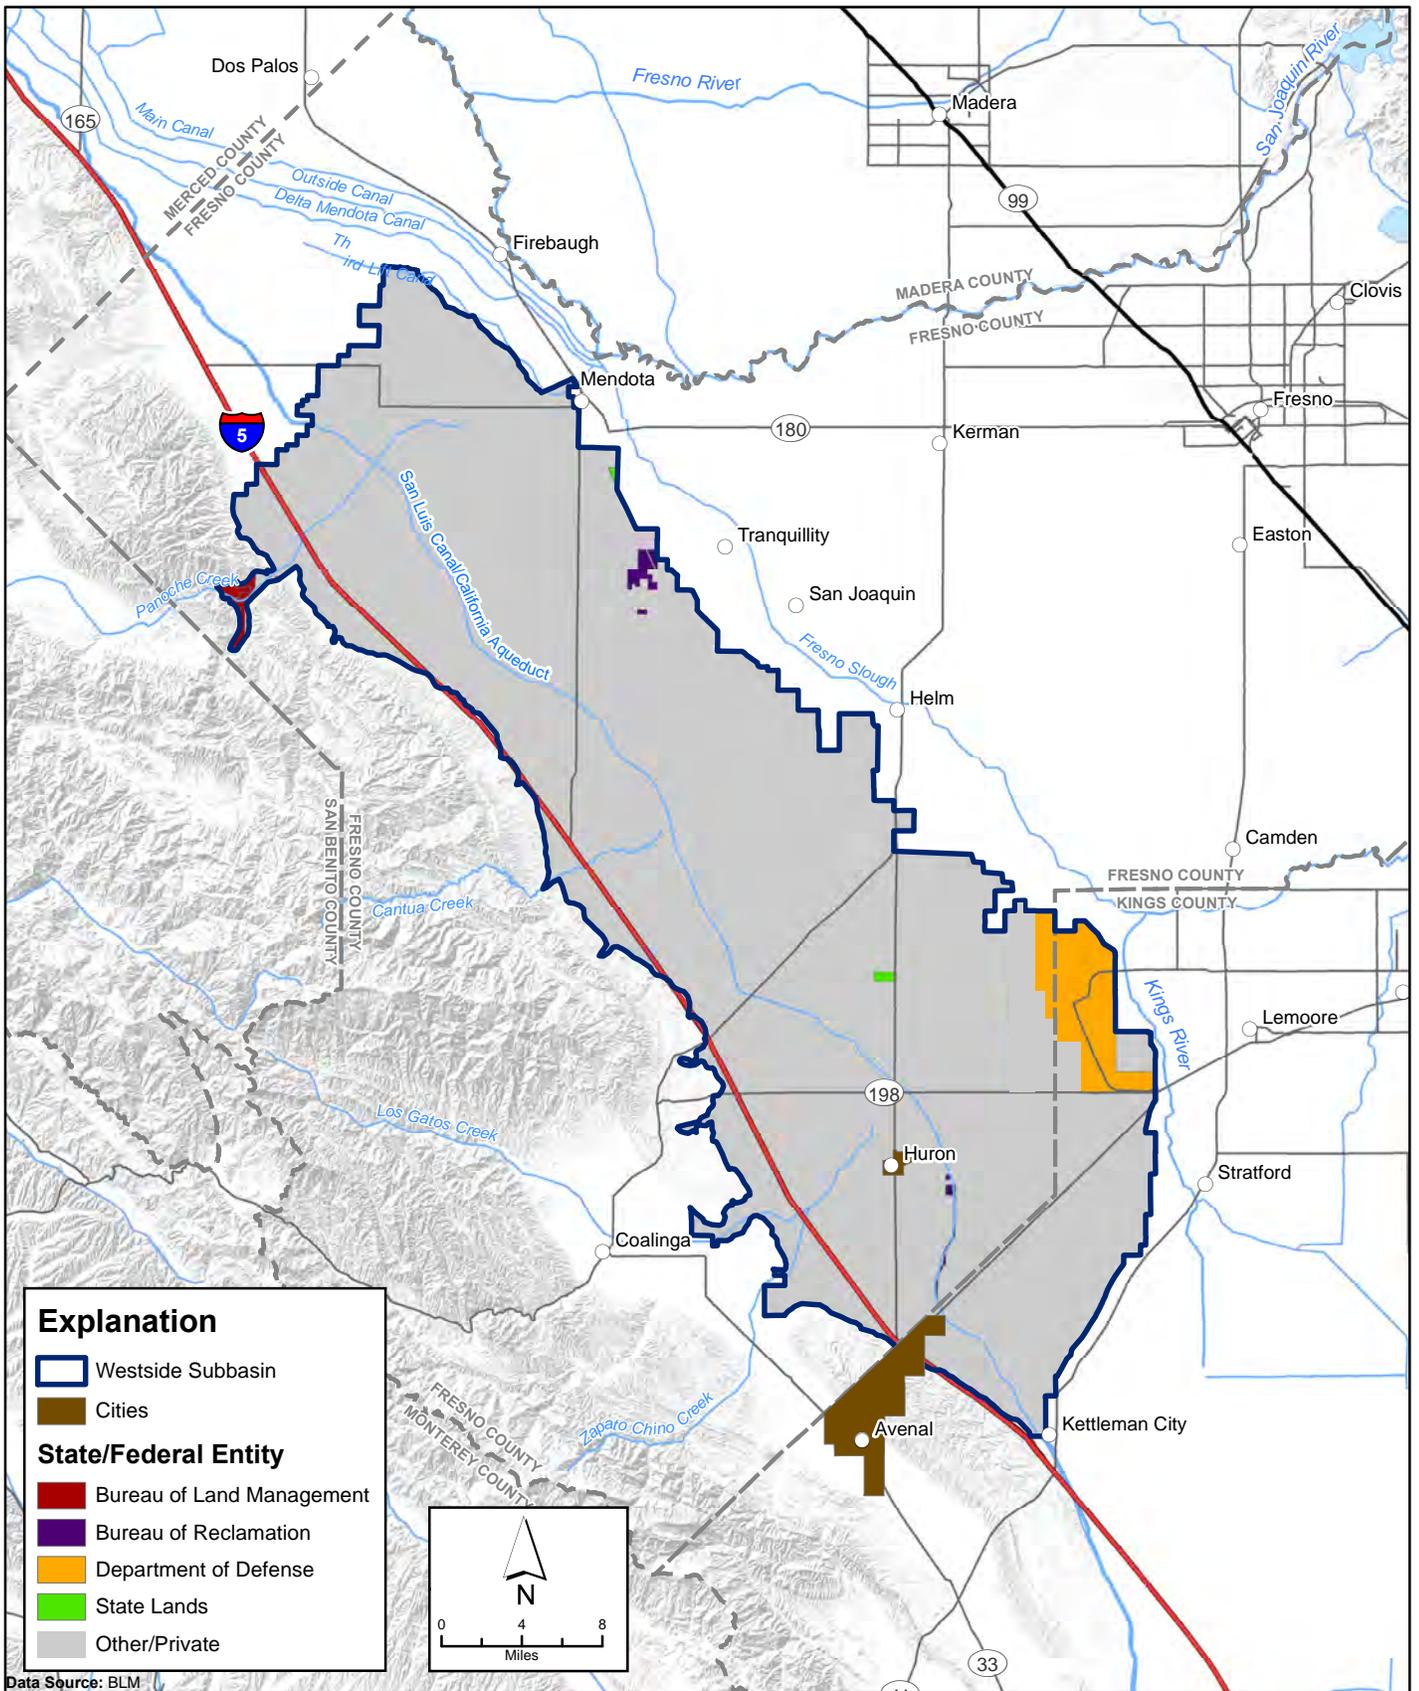 Dos Palos
Fresno River
San Joaquin River
Madera
165
Main Canal
MERCED COUNTY
FRESNO COUNTY
Outside Canal
Delta Mendota Canal
99
Th
ird Lift Canal
Firebaugh
MADERA COUNTY
FRESNO COUNTY
Clovis
Mendota
Fresno
5
180
Kerman
San Luis Canal/California Aqueduct
Tranquillity
Easton
Panoche Creek
San Joaquin
Fresno Slough
Helm
FRESNO COUNTY
SAN BENITO COUNTY
Camden
Cantua Creek
FRESNO COUNTY
KINGS COUNTY
Kings River
Lemoore
198
Los Gatos Creek
Huron
Stratford
Coalinga
Explanation
Westside Subbasin
Cities
State/Federal Entity
Bureau of Land Management
Bureau of Reclamation
Department of Defense
State Lands
Other/Private
FRESNO COUNTY
MONTEREY COUNTY
Zapato Chino Creek
Avenal
Kettleman City
N
0 4 8
Miles
33
Data Source: BLM